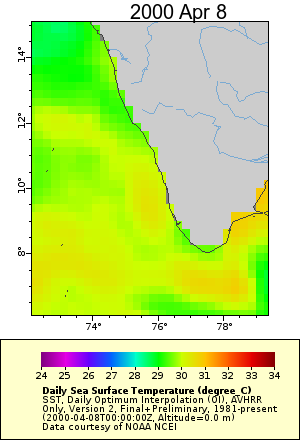 2000 Apr 8
14°
12°
10°
8°
74° 76° 78°
24 25 26 27 28 29 30 31 32 33 34
Daily Sea Surface Temperature (degree_C)
SST, Daily Optimum Interpolation (OI), AVHRR
Only, Version 2, Final+Preliminary, 1981-present
(2000-04-08T00:00:00Z, Altitude=0.0 m)
Data courtesy of NOAA NCEI